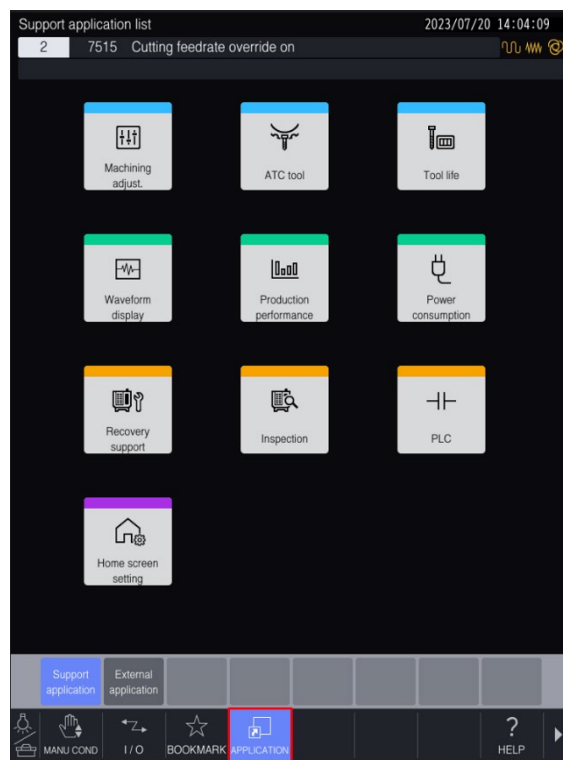 Support application list 2023/07/20 14:04:09
2 7515 Cutting feedrate override on
Machining
adjust.
ATC tool
Tool life
Waveform
display
Production
performance
Power
consumption
Recovery
support
Inspection
PLC
Home screen
setting
Support
application
External
application
MANU COND
I/O
BOOKMARK
APPLICATION
?
HELP